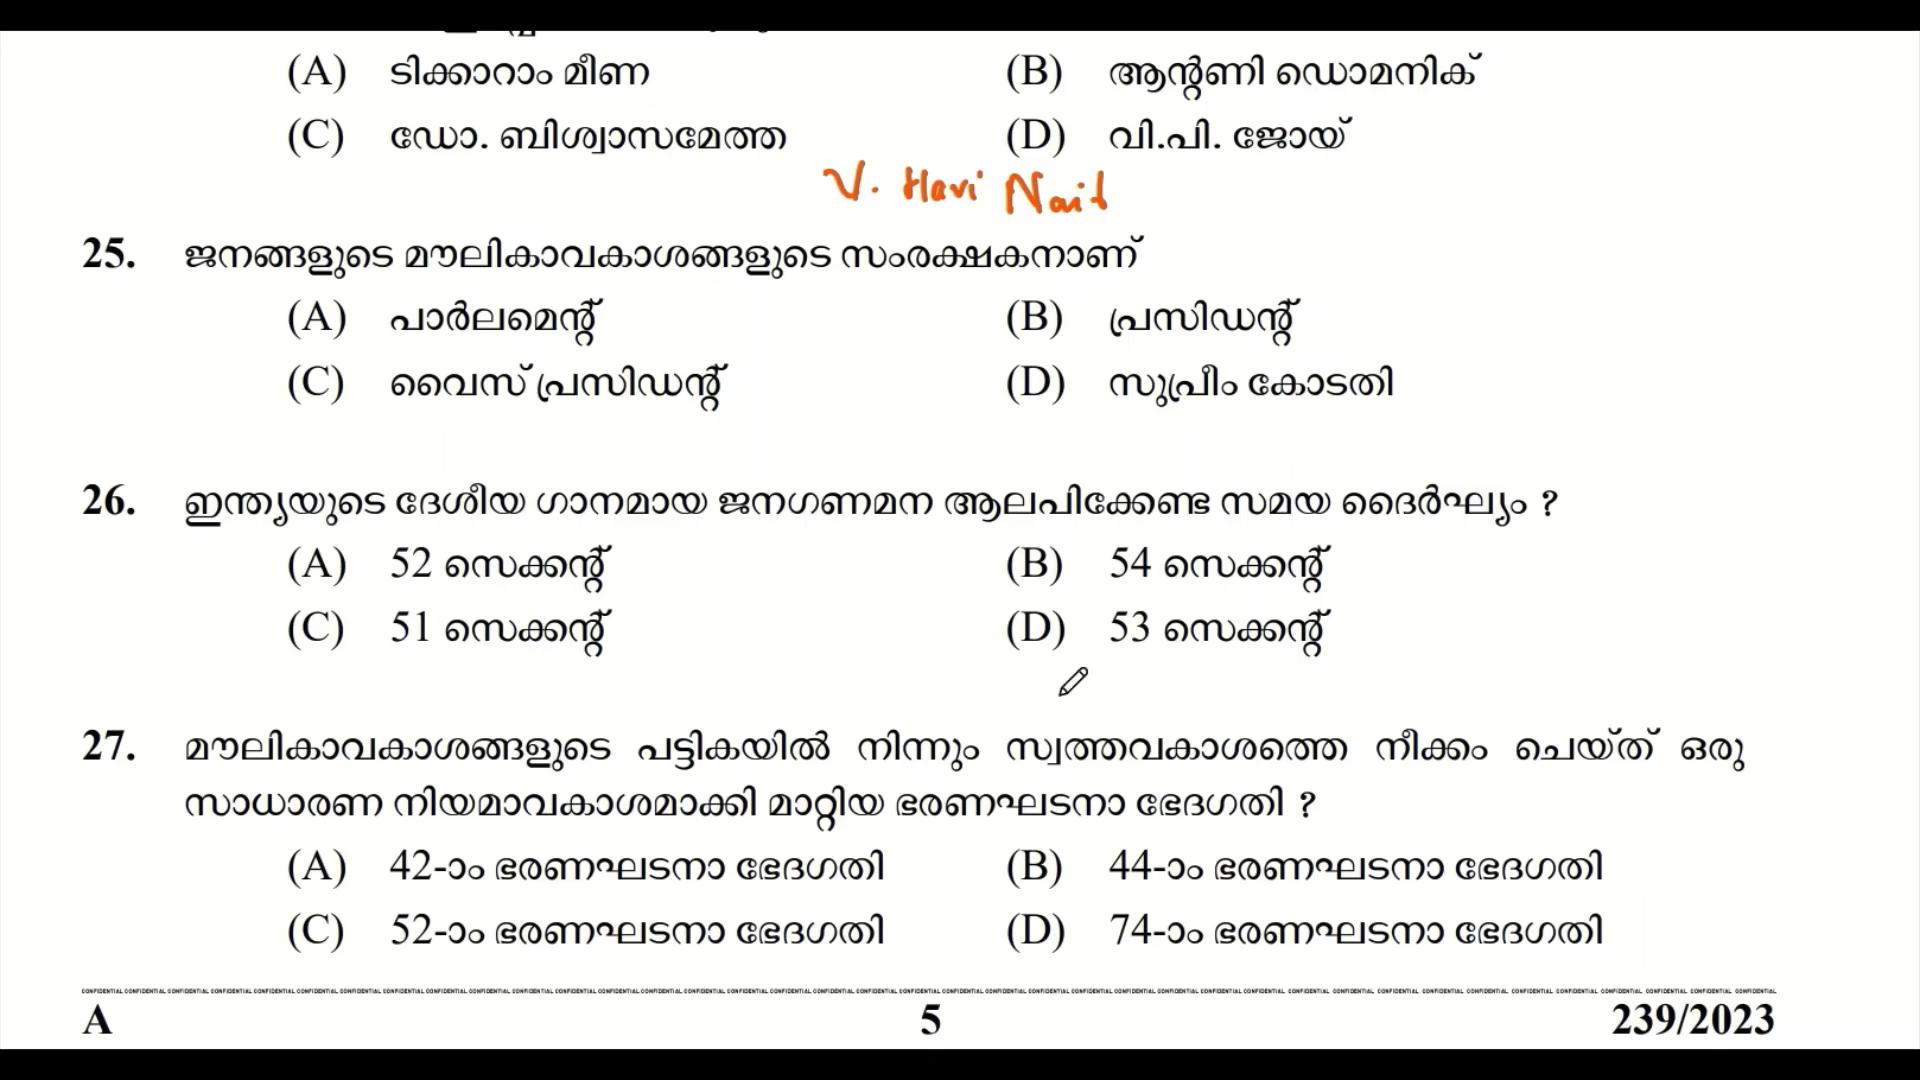 (A) ടിക്കാറാം മീണ (B) ആന്റണി ഡൊമനിക്
(C) ഡോ. ബിശ്വാസമേത്ത (D) വി.പി. ജോയ്
V. Hari Nair
25. ജനങ്ങളുടെ മൗലികാവകാശങ്ങളുടെ സംരക്ഷകനാണ്
(A) പാർലമെന്റ് (B) പ്രസിഡന്റ്
(C) വൈസ് പ്രസിഡന്റ് (D) സുപ്രീം കോടതി
26. ഇന്ത്യയുടെ ദേശീയ ഗാനമായ ജനഗണമന ആലപിക്കേണ്ട സമയ ദൈർഘ്യം ?
(A) 52 സെക്കന്റ് (B) 54 സെക്കന്റ്
(C) 51 സെക്കന്റ് (D) 53 സെക്കന്റ്
27. മൗലികാവകാശങ്ങളുടെ പട്ടികയിൽ നിന്നും സ്വത്തവകാശത്തെ നീക്കം ചെയ്ത് ഒരു
സാധാരണ നിയമാവകാശമാക്കി മാറ്റിയ ഭരണഘടനാ ഭേദഗതി ?
(A) 42-ാം ഭരണഘടനാ ഭേദഗതി (B) 44-ാം ഭരണഘടനാ ഭേദഗതി
(C) 52-ാം ഭരണഘടനാ ഭേദഗതി (D) 74-ാം ഭരണഘടനാ ഭേദഗതി
A 5 239/2023